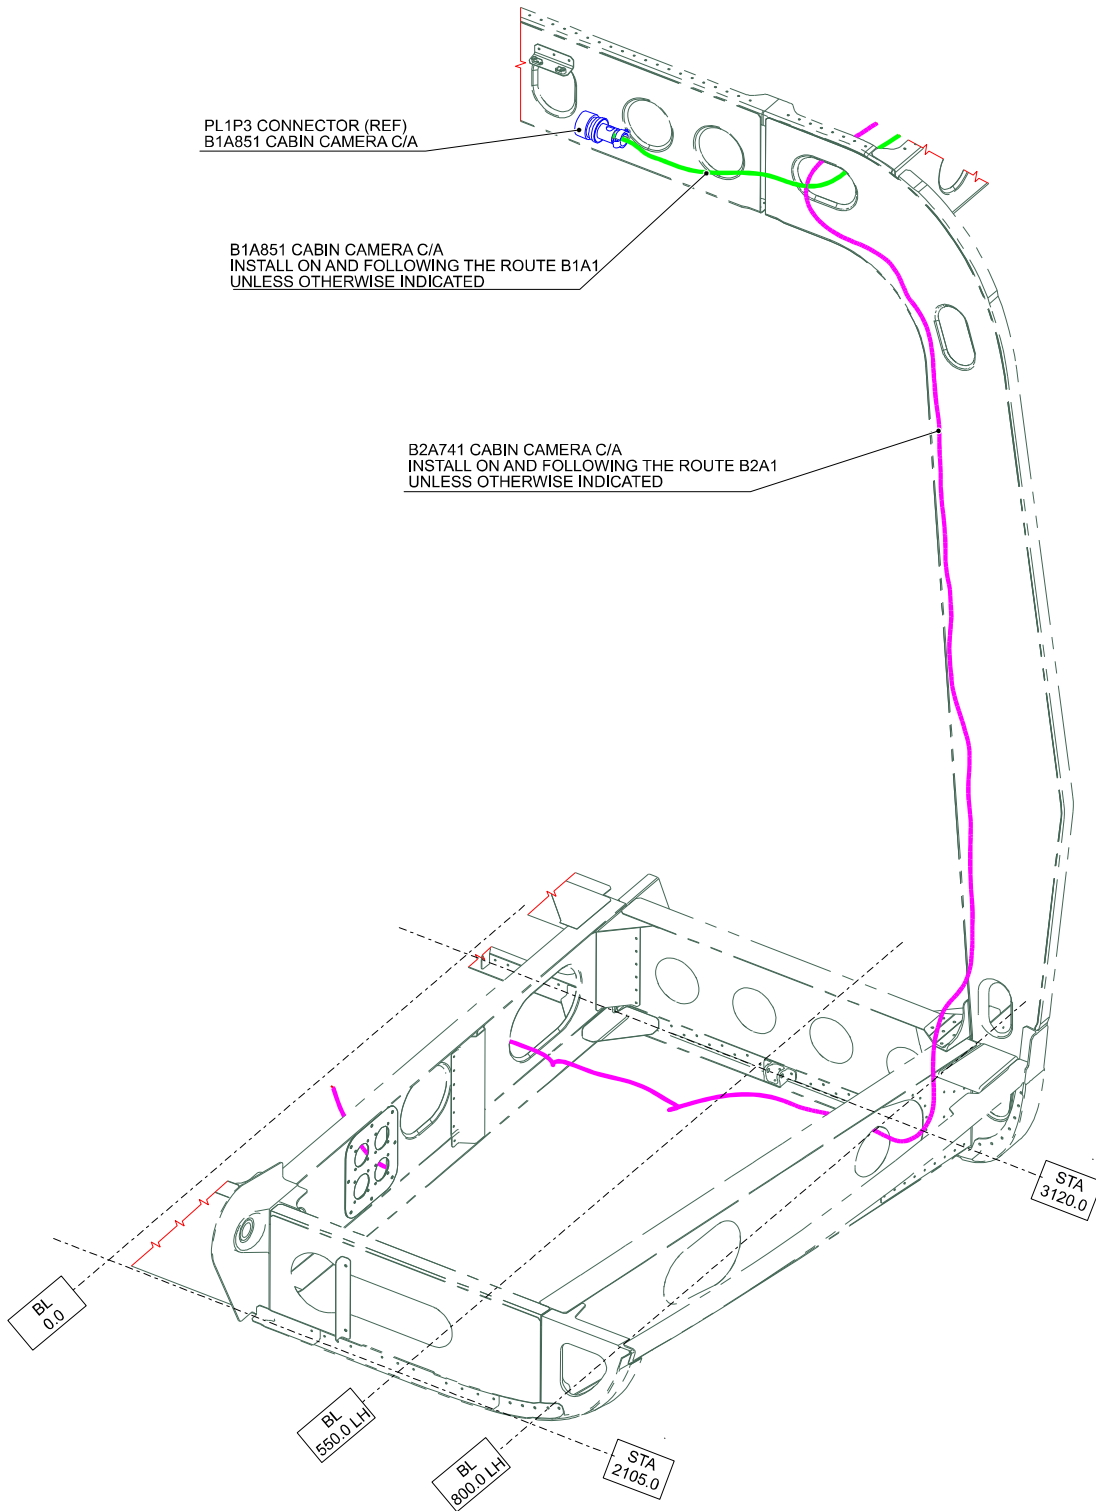 PL1P3 CONNECTOR (REF)
B1A851 CABIN CAMERA C/A
B1A851 CABIN CAMERA C/A
INSTALL ON AND FOLLOWING THE ROUTE B1A1
UNLESS OTHERWISE INDICATED
B2A741 CABIN CAMERA C/A
INSTALL ON AND FOLLOWING THE ROUTE B2A1
UNLESS OTHERWISE INDICATED
STA
3120.0
BL
0.0
BL
550.0 LH
BL
800.0 LH
STA
2105.0